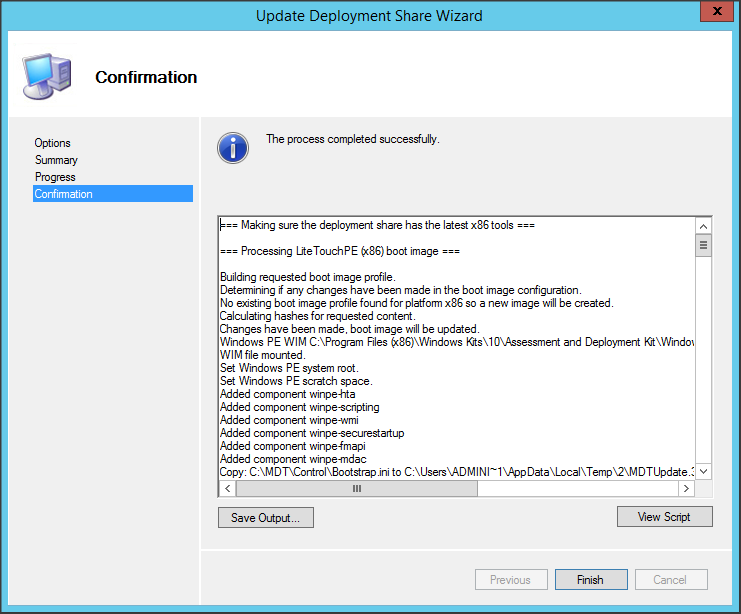 Update Deployment Share Wizard
x
Confirmation
Options
Summary
Progress
Confirmation
The process completed successfully.
=== Making sure the deployment share has the latest x86 tools ===
=== Processing LiteTouchPE (x86) boot image ===
Building requested boot image profile.
Determining if any changes have been made in the boot image configuration.
No existing boot image profile found for platform x86 so a new image will be created.
Calculating hashes for requested content.
Changes have been made, boot image will be updated.
Windows PE WIM C:\Program Files (x86)\Windows Kits\10\Assessment and Deployment Kit\Window
WIM file mounted.
Set Windows PE system root.
Set Windows PE scratch space.
Added component winpe-hta
Added component winpe-scripting
Added component winpe-wmi
Added component winpe-securestartup
Added component winpe-fmapi
Added component winpe-mdac
Copy: C:\MDT\Control\Bootstrap.ini to C:\Users\ADMINI~1\AppData\Local\Temp\2\MDTUpdate.3
Save Output...
View Script
Previous
Finish
Cancel